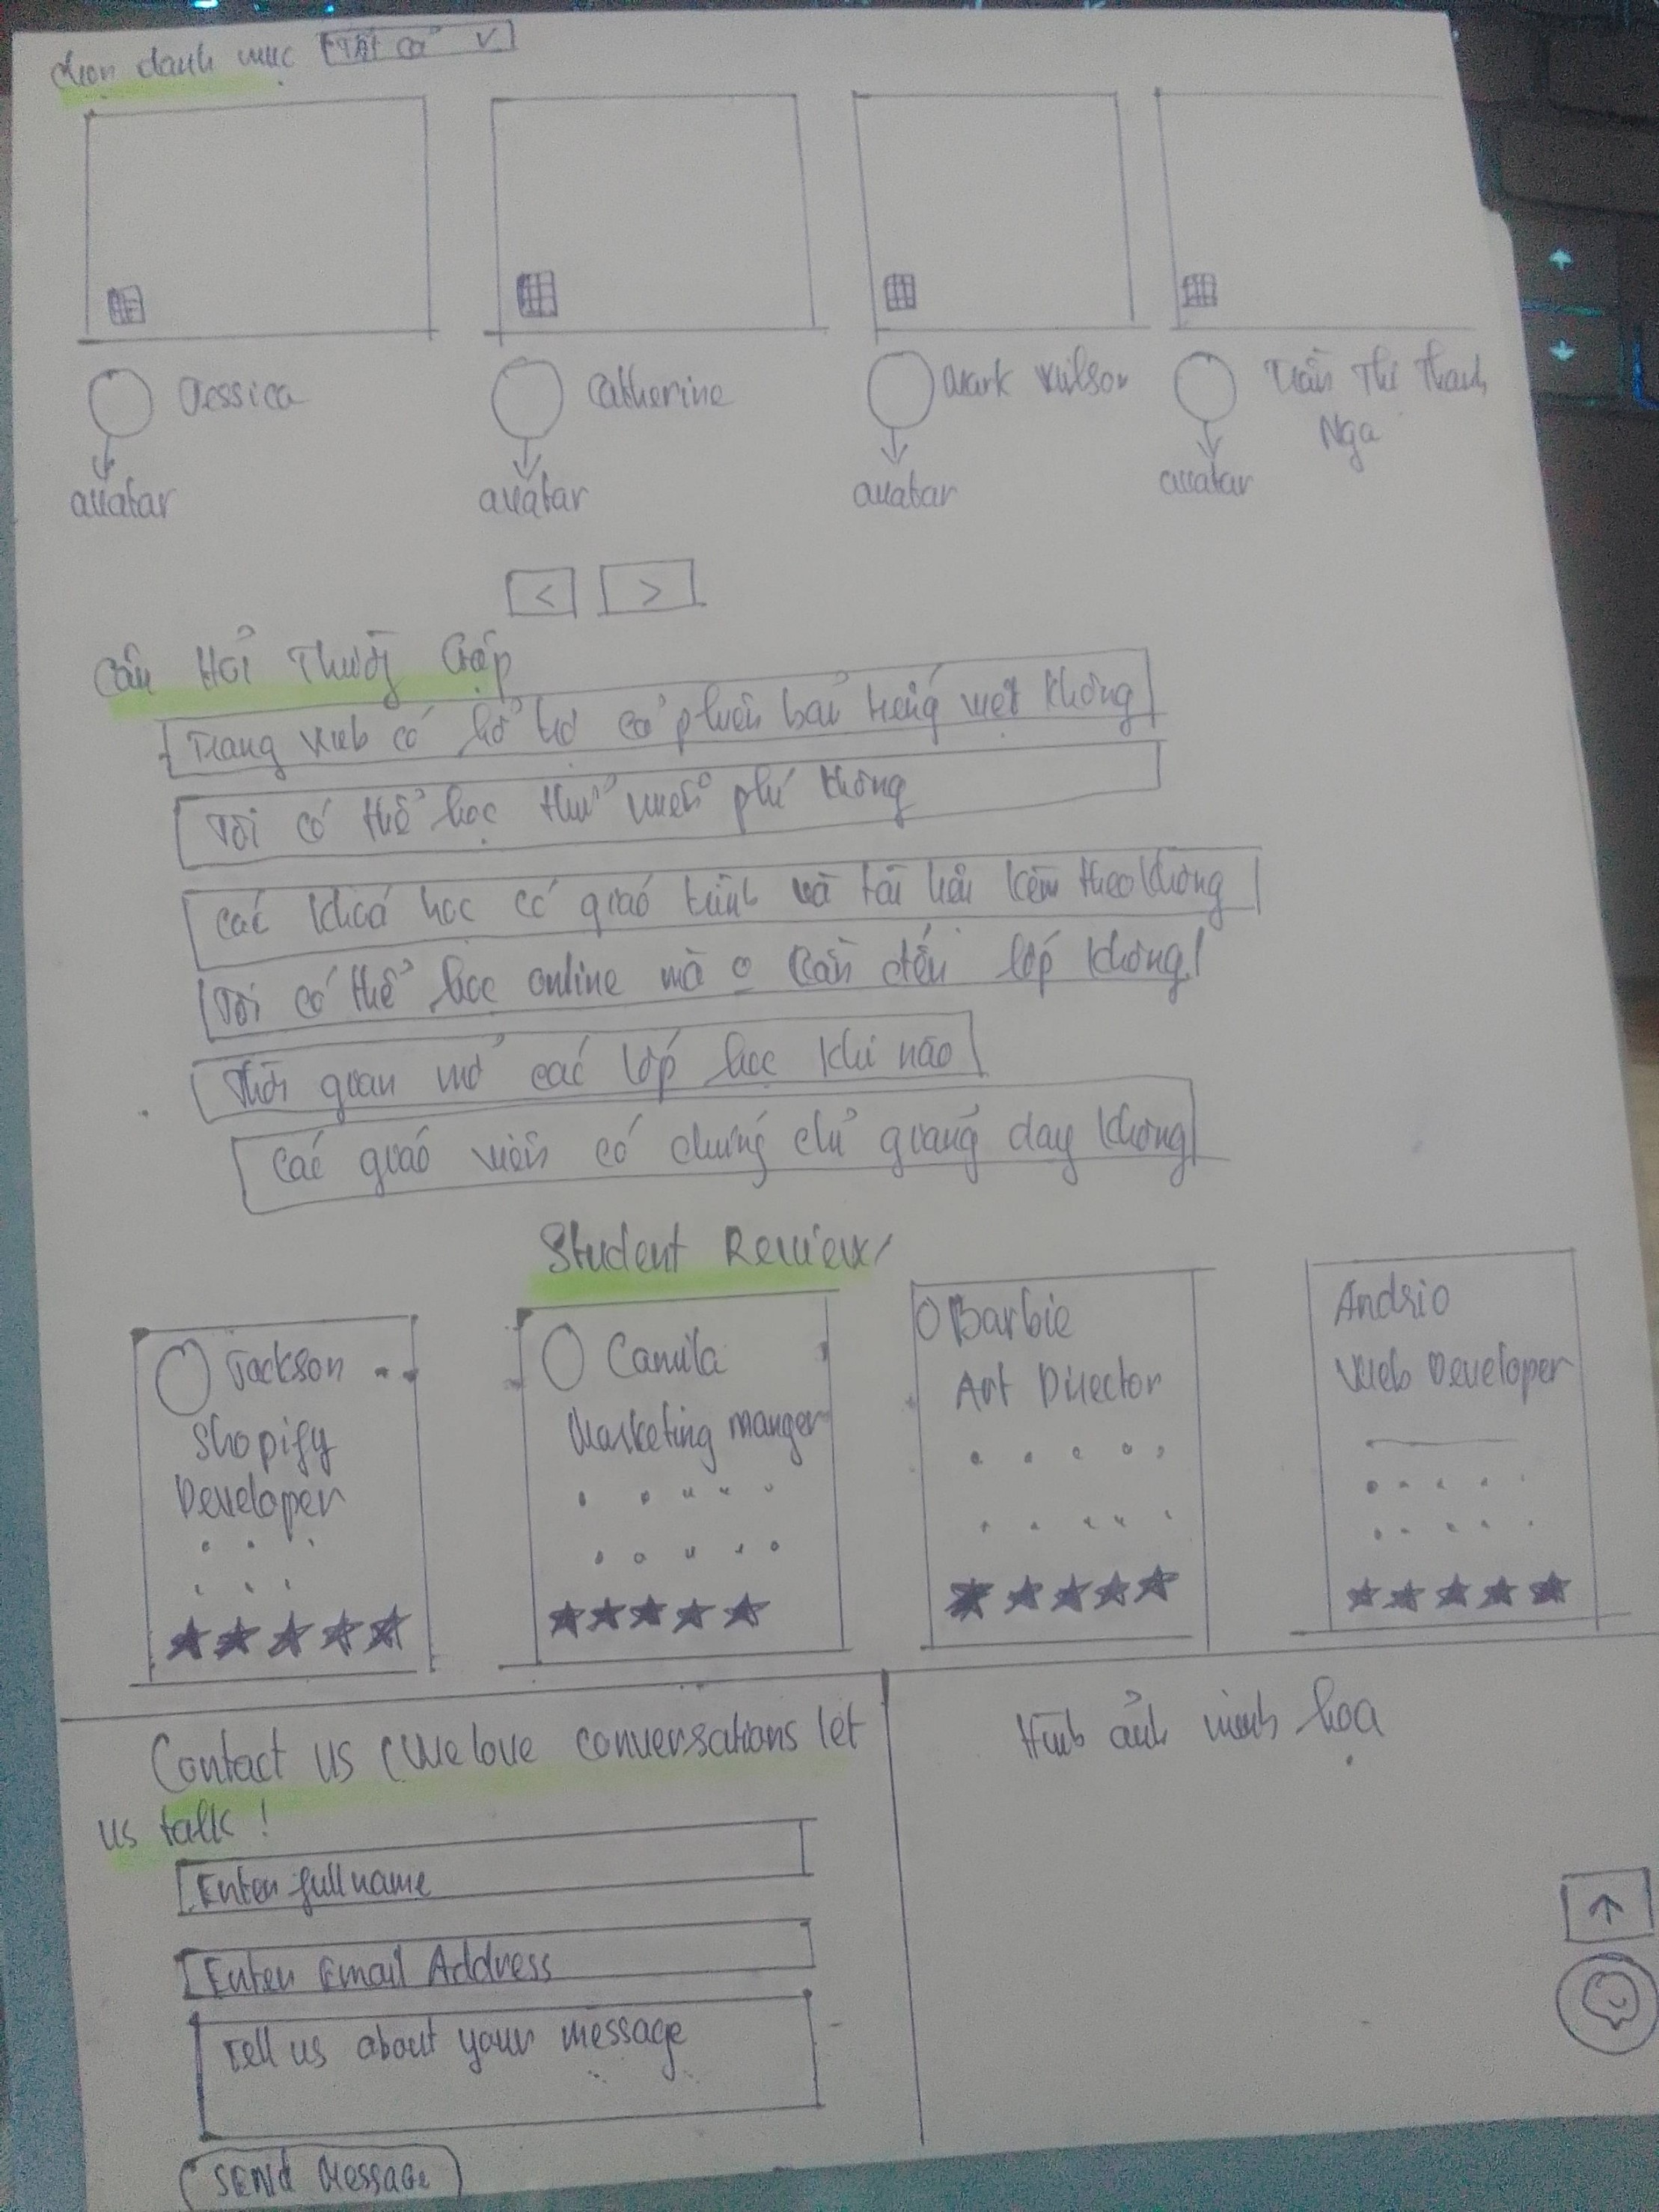 chọn danh mục Tất cả v
Jessica Catherine Mark Wilson Trần Thị Thanh
Nga
avatar avatar avatar avatar
< >
Câu Hỏi Thường Gặp
Trang web có hỗ trợ cả phiên bản tiếng việt không
Tôi có thể học thử miễn phí không
Các khoá học có giáo trình và tài liệu kèm theo không
Tôi có thể học online mà o cần đến lớp không
Thời gian mở các lớp học khi nào
Các giáo viên có chứng chỉ giảng dạy không
Student Review
Jackson
Shopify
Developer
★★★★★
Camila
Marketing manger
★★★★★
Barbie
Art Director
★★★★★
Andrio
Web Developer
★★★★★
Contact us (We love conversations let
us talk!
Enter full name
Enter Email Address
Tell us about your message
SENd Message
Hình ảnh minh họa